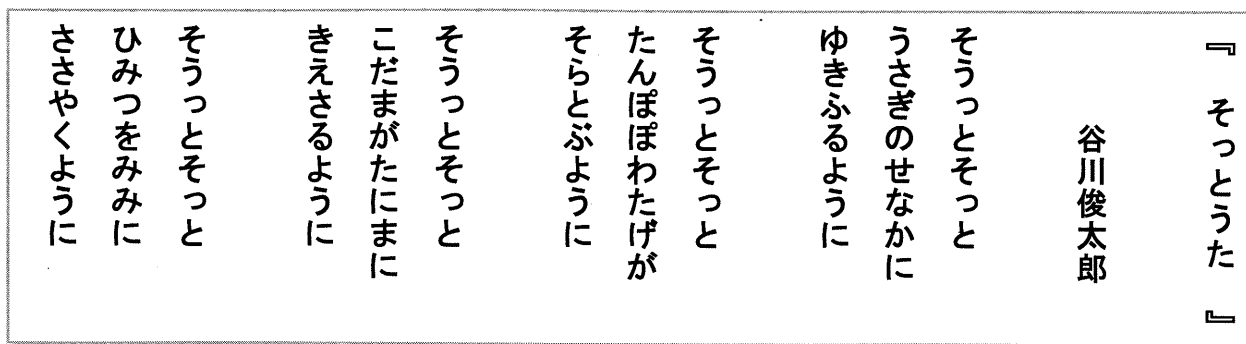 『 そっとうた 』
谷川俊太郎
そうっとそっと
うさぎのせなかに
ゆきふるように
そうっとそっと
たんぽぽわたげが
そらとぶように
そうっとそっと
こだまがたにまに
きえさるように
そうっとそっと
ひみつをみみに
ささやくように